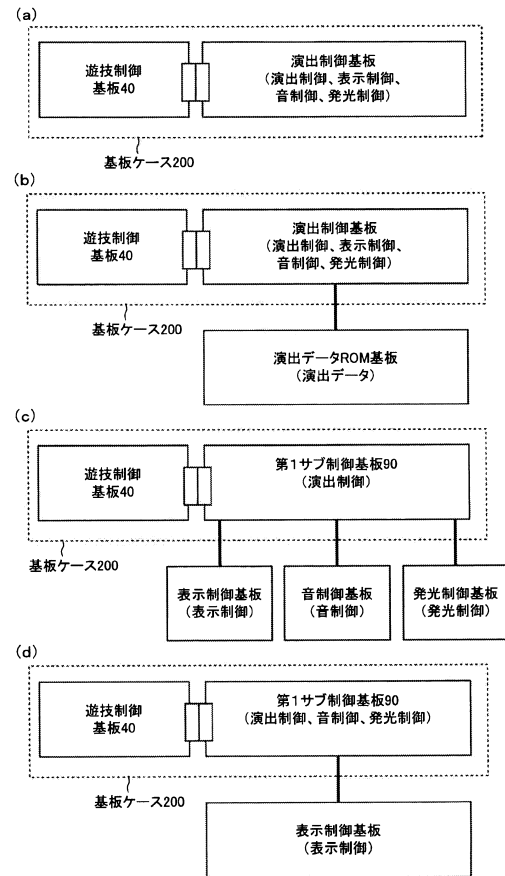 (a)
遊技制御
基板40
演出制御基板
(演出制御、表示制御、
音制御、発光制御)
基板ケース200
(b)
遊技制御
基板40
演出制御基板
(演出制御、表示制御、
音制御、発光制御)
基板ケース200
演出データROM基板
(演出データ)
(c)
遊技制御
基板40
第1サブ制御基板90
(演出制御)
基板ケース200
表示制御基板
(表示制御)
音制御基板
(音制御)
発光制御基板
(発光制御)
(d)
遊技制御
基板40
第1サブ制御基板90
(演出制御、音制御、発光制御)
基板ケース200
表示制御基板
(表示制御)